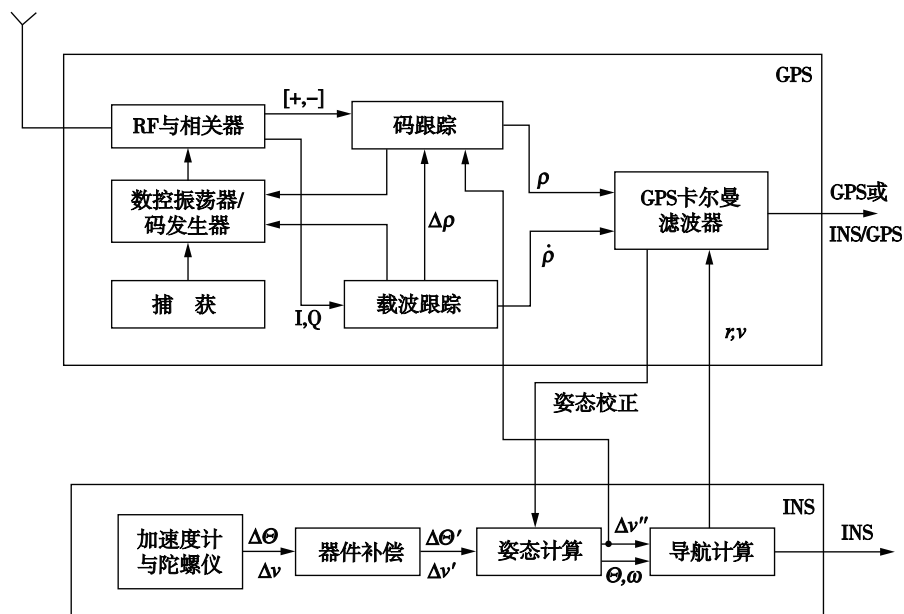 GPS
[+,−]
RF与相关器
码跟踪
数控振荡器/
码发生器
ρ
GPS卡尔曼
滤波器
GPS或
INS/GPS
Δρ
ρ̇
捕 获
I,Q
载波跟踪
r,v
姿态校正
INS
加速度计
与陀螺仪
ΔΘ
Δv
器件补偿
ΔΘ′
Δv′
姿态计算
Δv″
Θ,ω
导航计算
INS